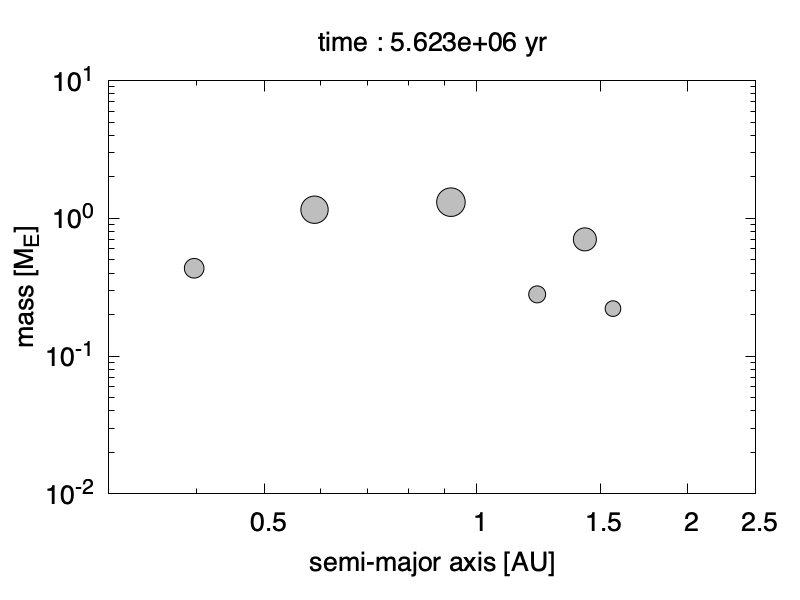 time : 5.623e+06 yr
10^1
10^0
10^-1
10^-2
mass [M_E]
0.5 1 1.5 2 2.5
semi-major axis [AU]